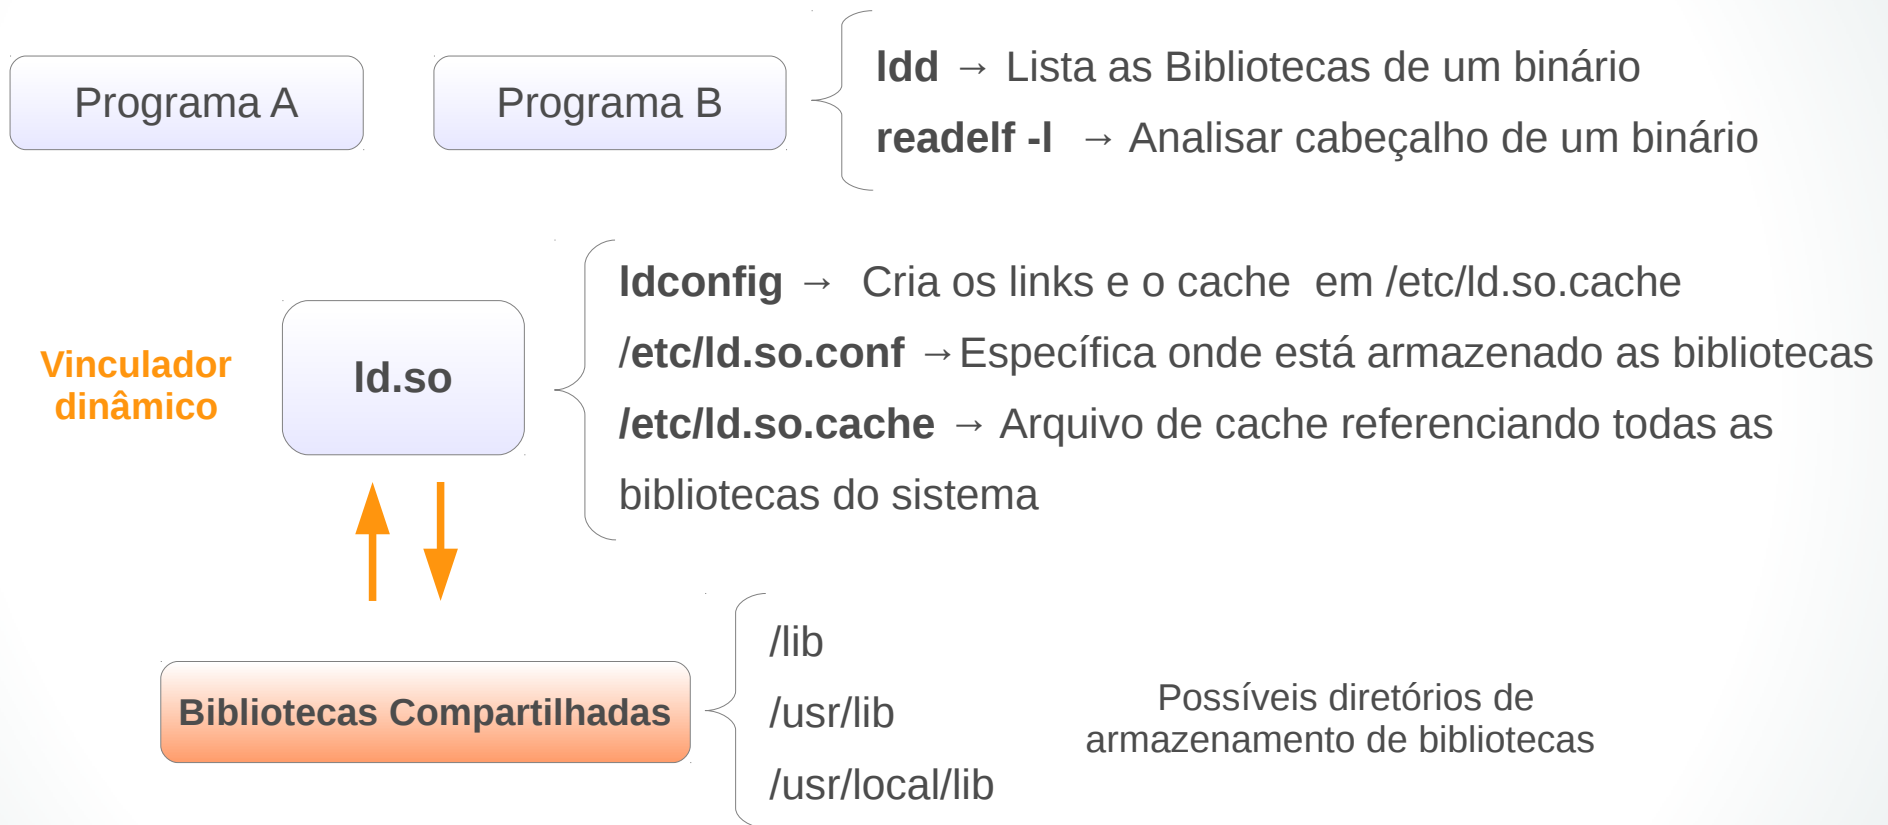 Programa A
Programa B
ldd → Lista as Bibliotecas de um binário
readelf -l → Analisar cabeçalho de um binário
Vinculador
dinâmico
ld.so
ldconfig → Cria os links e o cache em /etc/ld.so.cache
/etc/ld.so.conf →Específica onde está armazenado as bibliotecas
/etc/ld.so.cache → Arquivo de cache referenciando todas as
bibliotecas do sistema
Bibliotecas Compartilhadas
/lib
/usr/lib
/usr/local/lib
Possíveis diretórios de
armazenamento de bibliotecas